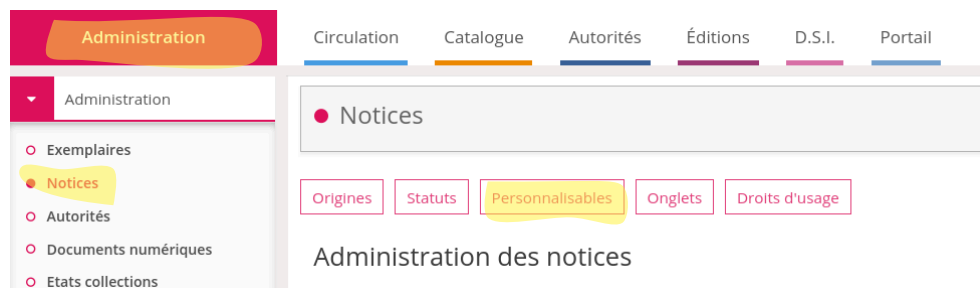 Administration Circulation Catalogue Autorités Éditions D.S.I. Portail
Administration
Notices
Exemplaires
Notices
Autorités
Documents numériques
Etats collections
Origines Statuts Personnalisables Onglets Droits d'usage
Administration des notices